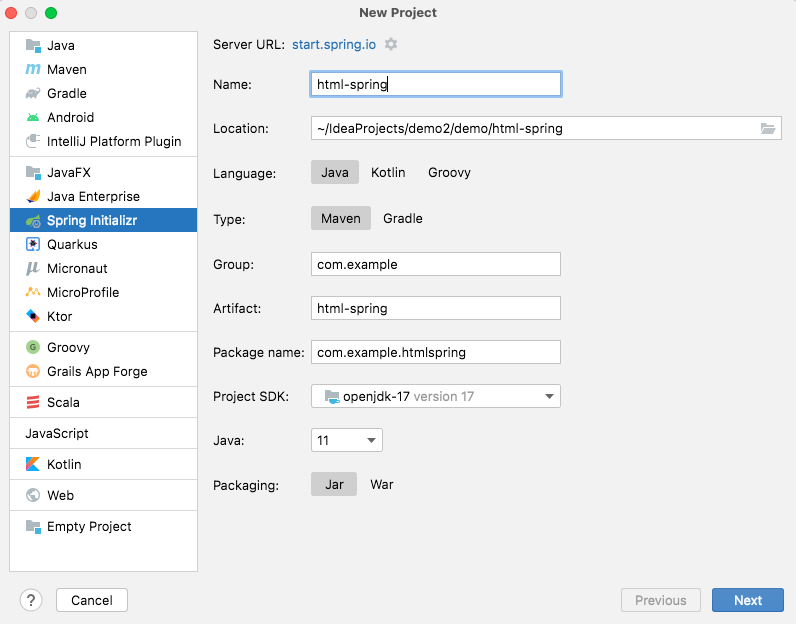 New Project
Java
Maven
Gradle
Android
IntelliJ Platform Plugin
JavaFX
Java Enterprise
Spring Initializr
Quarkus
Micronaut
MicroProfile
Ktor
Groovy
Grails App Forge
Scala
JavaScript
Kotlin
Web
Empty Project
Server URL: start.spring.io
Name: html-spring
Location: ~/IdeaProjects/demo2/demo/html-spring
Language: Java Kotlin Groovy
Type: Maven Gradle
Group: com.example
Artifact: html-spring
Package name: com.example.htmlspring
Project SDK: openjdk-17 version 17
Java: 11
Packaging: Jar War
? Cancel Previous Next